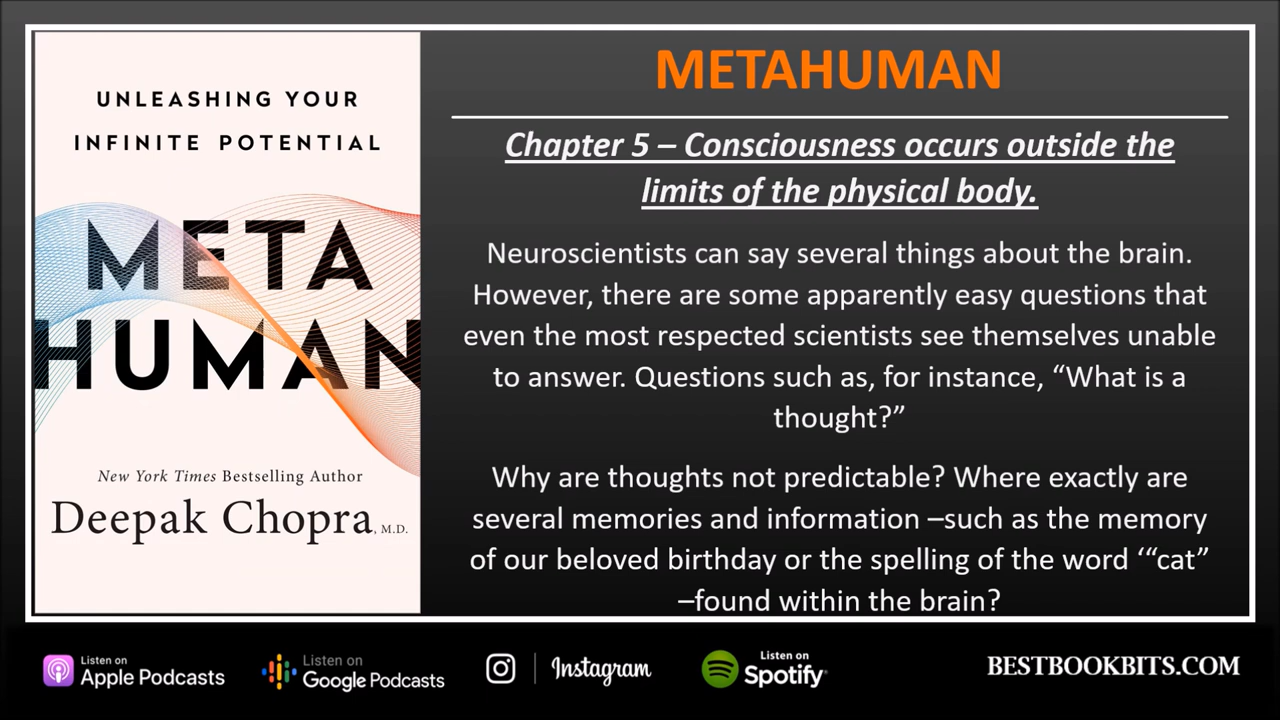 UNLEASHING YOUR
INFINITE POTENTIAL
META
HUMAN
New York Times Bestselling Author
Deepak Chopra, M.D.
METAHUMAN
Chapter 5 – Consciousness occurs outside the
limits of the physical body.
Neuroscientists can say several things about the brain.
However, there are some apparently easy questions that
even the most respected scientists see themselves unable
to answer. Questions such as, for instance, “What is a
thought?”
Why are thoughts not predictable? Where exactly are
several memories and information –such as the memory
of our beloved birthday or the spelling of the word ‘“cat”
–found within the brain?
Listen on
Apple Podcasts
Listen on
Google Podcasts
Instagram
Listen on
Spotify
BESTBOOKBITS.COM